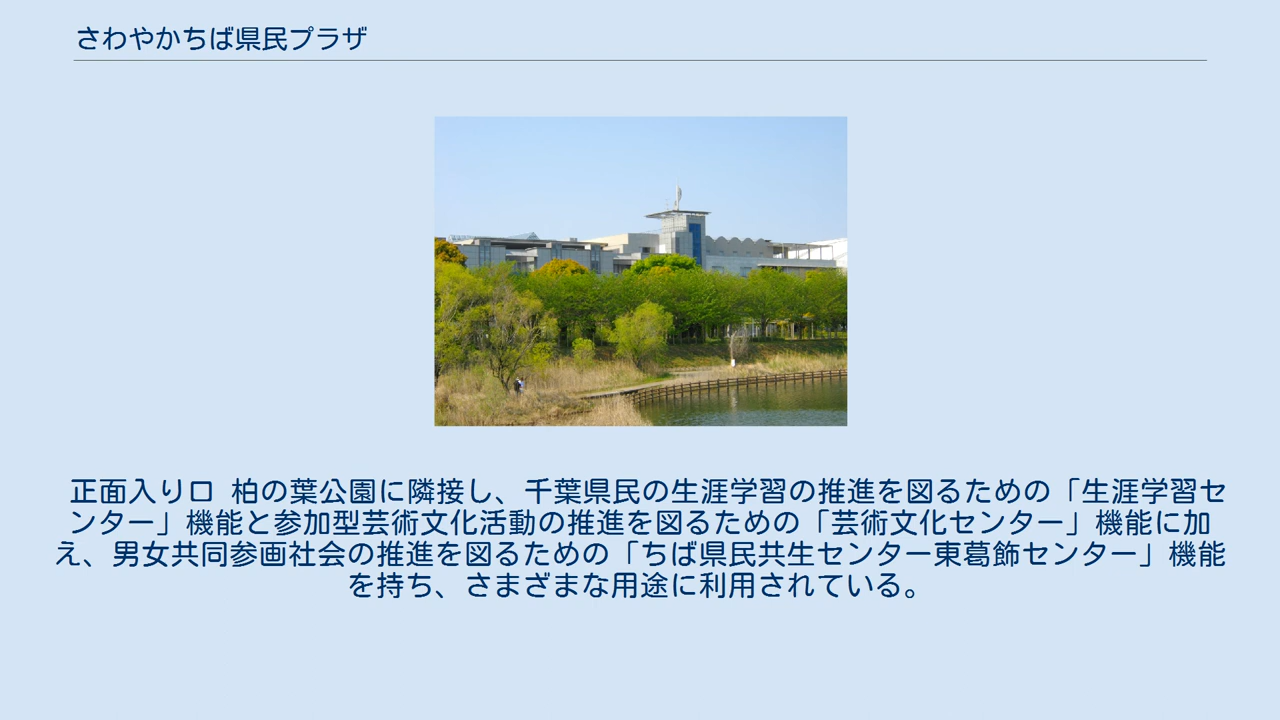 さわやかちば県民プラザ
正面入り口 柏の葉公園に隣接し、千葉県民の生涯学習の推進を図るための「生涯学習セ
ンター」機能と参加型芸術文化活動の推進を図るための「芸術文化センター」機能に加
え、男女共同参画社会の推進を図るための「ちば県民共生センター東葛飾センター」機能
を持ち、さまざまな用途に利用されている。